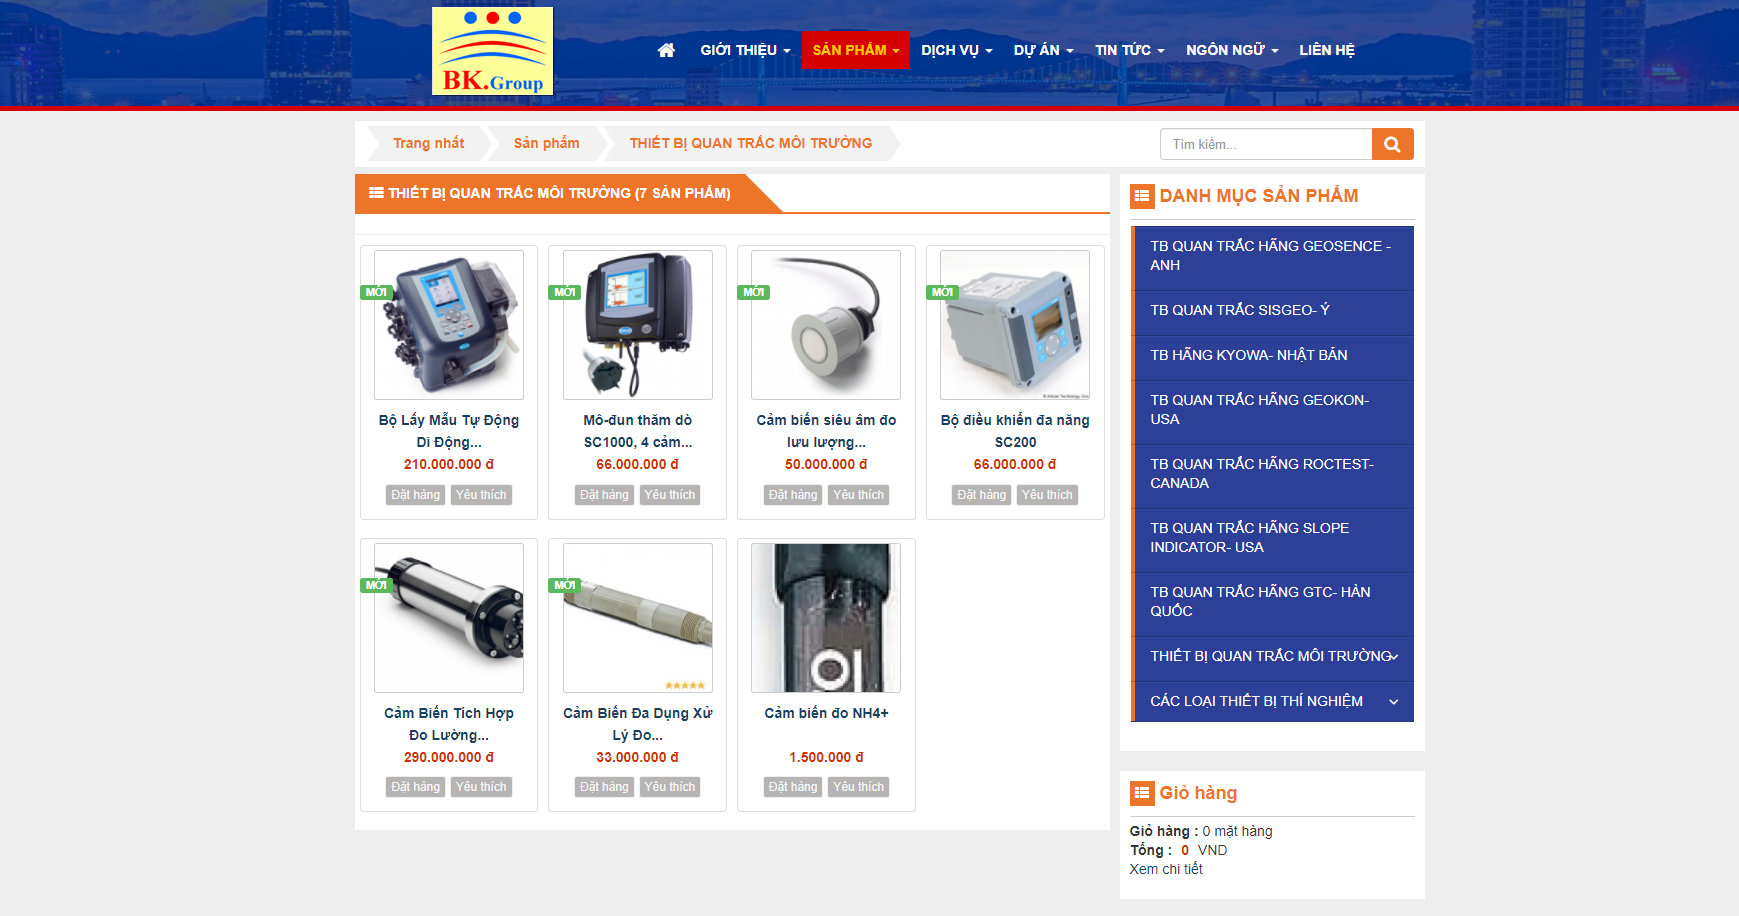 BK.Group
GIỚI THIỆU
SẢN PHẨM
DỊCH VỤ
DỰ ÁN
TIN TỨC
NGÔN NGỮ
LIÊN HỆ
Trang nhất
Sản phẩm
THIẾT BỊ QUAN TRẮC MÔI TRƯỜNG
Tìm kiếm...
THIẾT BỊ QUAN TRẮC MÔI TRƯỜNG (7 SẢN PHẨM)
MỚI
MỚI
MỚI
MỚI
Bộ Lấy Mẫu Tự Động
Di Động...
210.000.000 đ
Đặt hàng Yêu thích
Mô-đun thăm dò
SC1000, 4 cảm...
66.000.000 đ
Đặt hàng Yêu thích
Cảm biến siêu âm đo
lưu lượng...
50.000.000 đ
Đặt hàng Yêu thích
Bộ điều khiển đa năng
SC200
66.000.000 đ
Đặt hàng Yêu thích
MỚI
MỚI
Cảm Biến Tích Hợp
Đo Lường...
290.000.000 đ
Đặt hàng Yêu thích
Cảm Biến Đa Dụng Xử
Lý Đo...
33.000.000 đ
Đặt hàng Yêu thích
Cảm biến đo NH4+
1.500.000 đ
Đặt hàng Yêu thích
DANH MỤC SẢN PHẨM
TB QUAN TRẮC HÃNG GEOSENCE -
ANH
TB QUAN TRẮC SISGEO- Ý
TB HÃNG KYOWA- NHẬT BẢN
TB QUAN TRẮC HÃNG GEOKON-
USA
TB QUAN TRẮC HÃNG ROCTEST-
CANADA
TB QUAN TRẮC HÃNG SLOPE
INDICATOR- USA
TB QUAN TRẮC HÃNG GTC- HÀN
QUỐC
THIẾT BỊ QUAN TRẮC MÔI TRƯỜNG
CÁC LOẠI THIẾT BỊ THÍ NGHIỆM
Giỏ hàng
Giỏ hàng : 0 mặt hàng
Tổng : 0 VND
Xem chi tiết